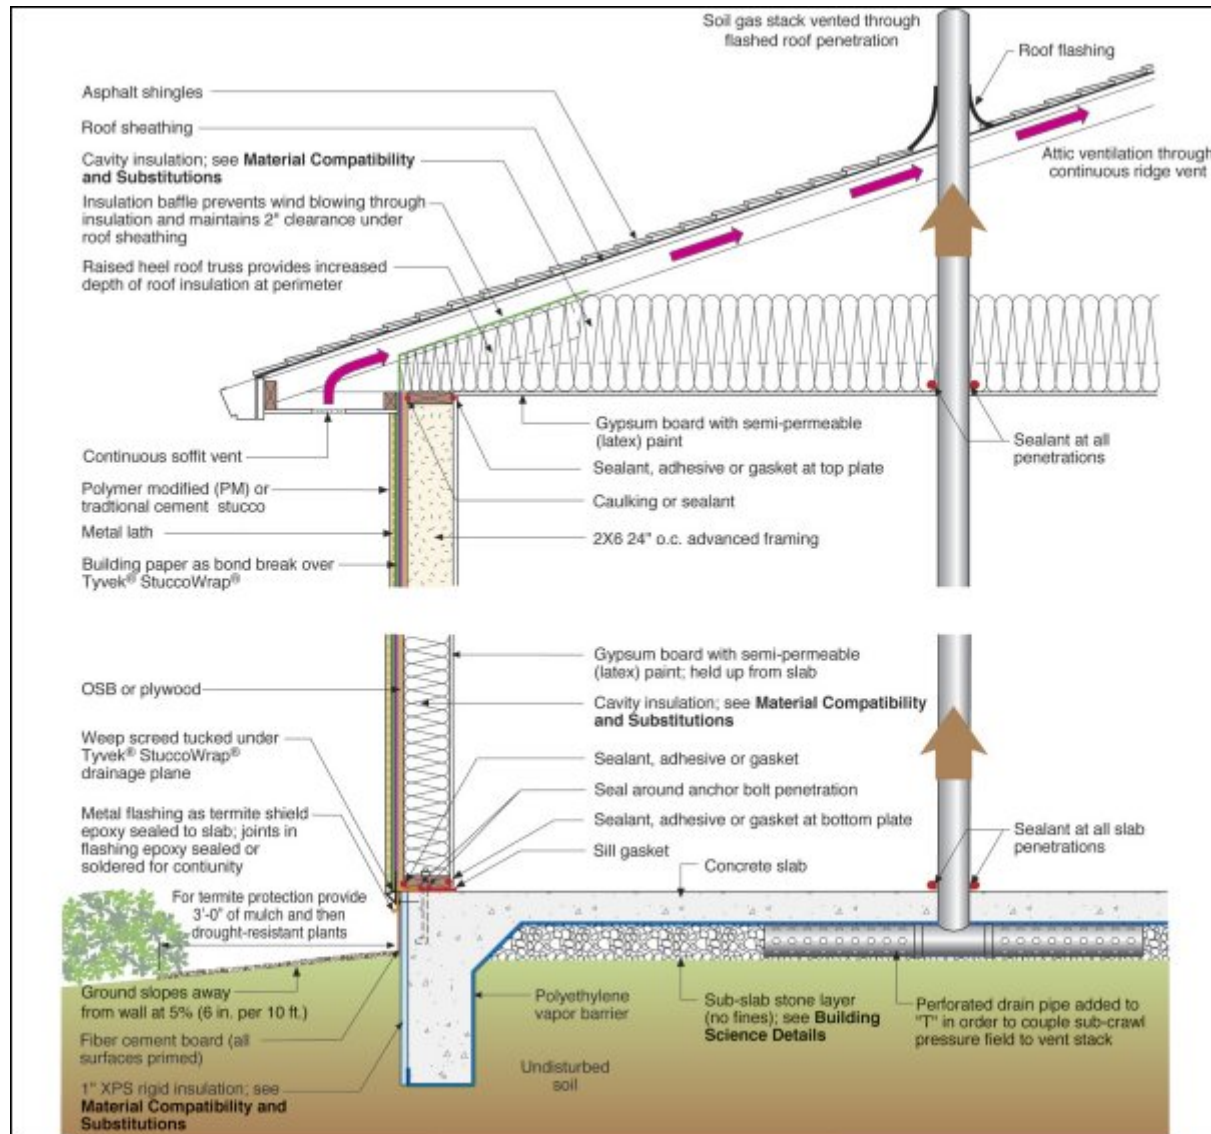 Soil gas stack vented through
flashed roof penetration
Roof flashing
Asphalt shingles
Roof sheathing
Cavity insulation; see Material Compatibility
and Substitutions
Attic ventilation through
continuous ridge vent
Insulation baffle prevents wind blowing through
insulation and maintains 2" clearance under
roof sheathing
Raised heel roof truss provides increased
depth of roof insulation at perimeter
Gypsum board with semi-permeable
(latex) paint
Sealant at all
penetrations
Continuous soffit vent
Sealant, adhesive or gasket at top plate
Polymer modified (PM) or
tradtional cement stucco
Caulking or sealant
Metal lath
2X6 24" o.c. advanced framing
Building paper as bond break over
Tyvek® StuccoWrap®
Gypsum board with semi-permeable
(latex) paint; held up from slab
OSB or plywood
Cavity insulation; see Material Compatibility
and Substitutions
Weep screed tucked under
Tyvek® StuccoWrap®
drainage plane
Sealant, adhesive or gasket
Seal around anchor bolt penetration
Metal flashing as termite shield
epoxy sealed to slab; joints in
flashing epoxy sealed or
soldered for contiunity
Sealant, adhesive or gasket at bottom plate
Sealant at all slab
penetrations
Sill gasket
Concrete slab
For termite protection provide
3'-0" of mulch and then
drought-resistant plants
Ground slopes away
from wall at 5% (6 in. per 10 ft.)
Polyethylene
vapor barrier
Sub-slab stone layer
(no fines); see Building
Science Details
Perforated drain pipe added to
"T" in order to couple sub-crawl
pressure field to vent stack
Fiber cement board (all
surfaces primed)
Undisturbed
soil
1" XPS rigid insulation; see
Material Compatibility and
Substitutions